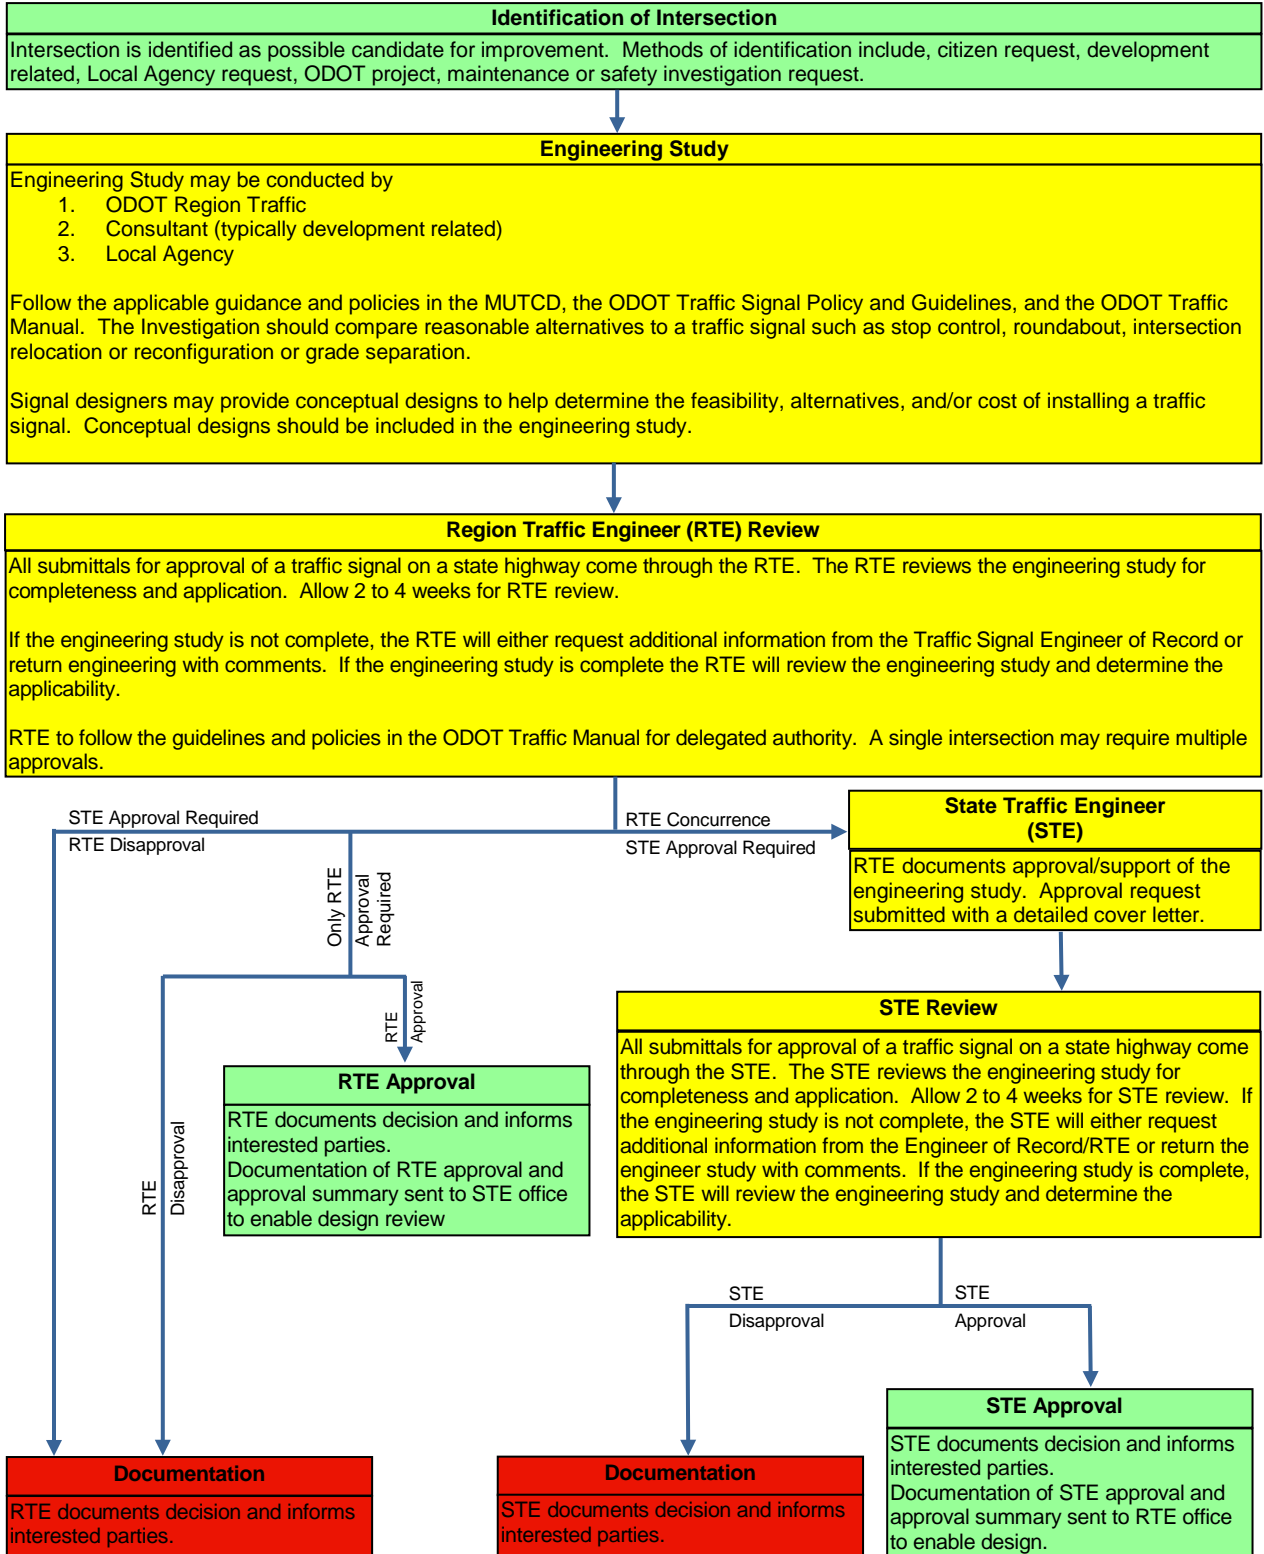 Identification of Intersection
Intersection is identified as possible candidate for improvement.  Methods of identification include, citizen request, development
related, Local Agency request, ODOT project, maintenance or safety investigation request.
Engineering Study
Engineering Study may be conducted by
1. ODOT Region Traffic
2. Consultant (typically development related)
3. Local Agency
Follow the applicable guidance and policies in the MUTCD, the ODOT Traffic Signal Policy and Guidelines, and the ODOT Traffic
Manual.  The Investigation should compare reasonable alternatives to a traffic signal such as stop control, roundabout, intersection
relocation or reconfiguration or grade separation.
Signal designers may provide conceptual designs to help determine the feasibility, alternatives, and/or cost of installing a traffic
signal.  Conceptual designs should be included in the engineering study.
Region Traffic Engineer (RTE) Review
All submittals for approval of a traffic signal on a state highway come through the RTE.  The RTE reviews the engineering study for
completeness and application.  Allow 2 to 4 weeks for RTE review.
If the engineering study is not complete, the RTE will either request additional information from the Traffic Signal Engineer of Record or
return engineering with comments.  If the engineering study is complete the RTE will review the engineering study and determine the
applicability.
RTE to follow the guidelines and policies in the ODOT Traffic Manual for delegated authority.  A single intersection may require multiple
approvals.
STE Approval Required
RTE Disapproval
RTE Concurrence
STE Approval Required
State Traffic Engineer
(STE)
RTE documents approval/support of the
engineering study.  Approval request
submitted with a detailed cover letter.
Only RTE
Approval
Required
RTE
Approval
RTE
Disapproval
RTE Approval
RTE documents decision and informs
interested parties.
Documentation of RTE approval and
approval summary sent to STE office
to enable design review
STE Review
All submittals for approval of a traffic signal on a state highway come
through the STE.  The STE reviews the engineering study for
completeness and application.  Allow 2 to 4 weeks for STE review.  If
the engineering study is not complete, the STE will either request
additional information from the Engineer of Record/RTE or return the
engineer study with comments.  If the engineering study is complete,
the STE will review the engineering study and determine the
applicability.
STE
Disapproval
STE
Approval
Documentation
RTE documents decision and informs
interested parties.
Documentation
STE documents decision and informs
interested parties.
STE Approval
STE documents decision and informs
interested parties.
Documentation of STE approval and
approval summary sent to RTE office
to enable design.